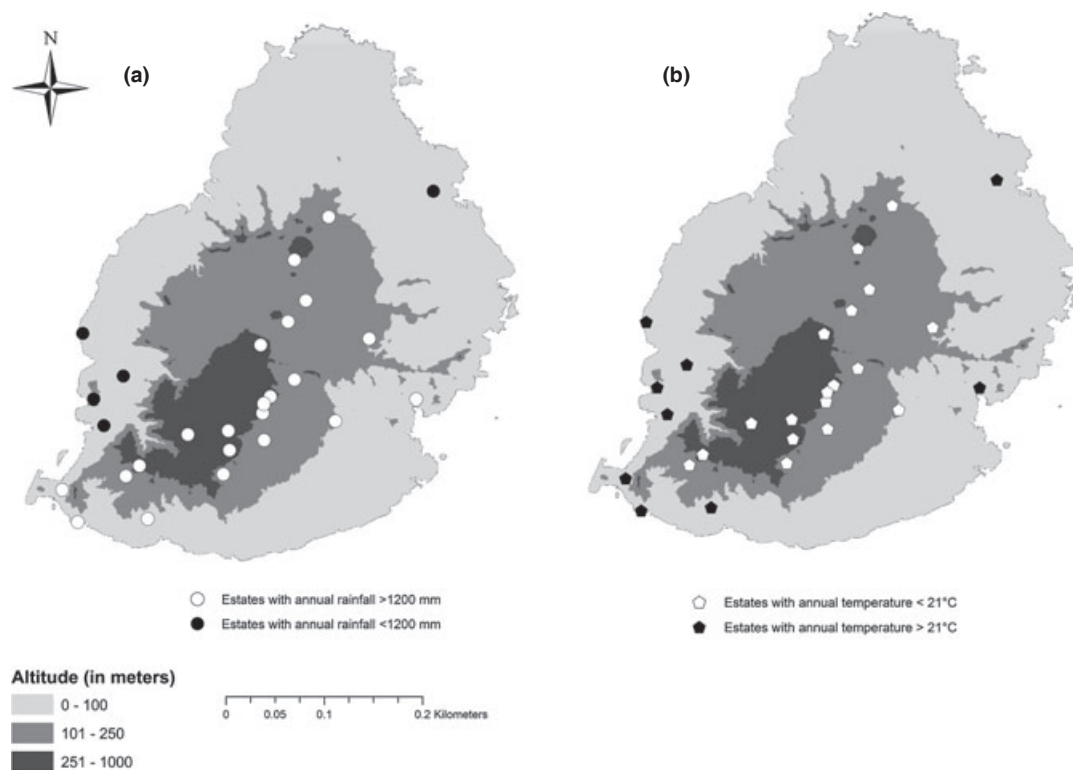 N
(a)
(b)
Estates with annual rainfall >1200 mm
Estates with annual rainfall <1200 mm
Estates with annual temperature < 21°C
Estates with annual temperature > 21°C
Altitude (in meters)
0 - 100
101 - 250
251 - 1000
0 0.05 0.1 0.2 Kilometers